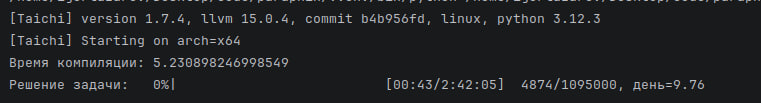 [Taichi] version 1.7.4, llvm 15.0.4, commit b4b956fd, linux, python 3.12.3
[Taichi] Starting on arch=x64
Время компиляции: 5.230898246998549
Решение задачи:   0%|                          [00:43/2:42:05]  4874/1095000, день=9.76